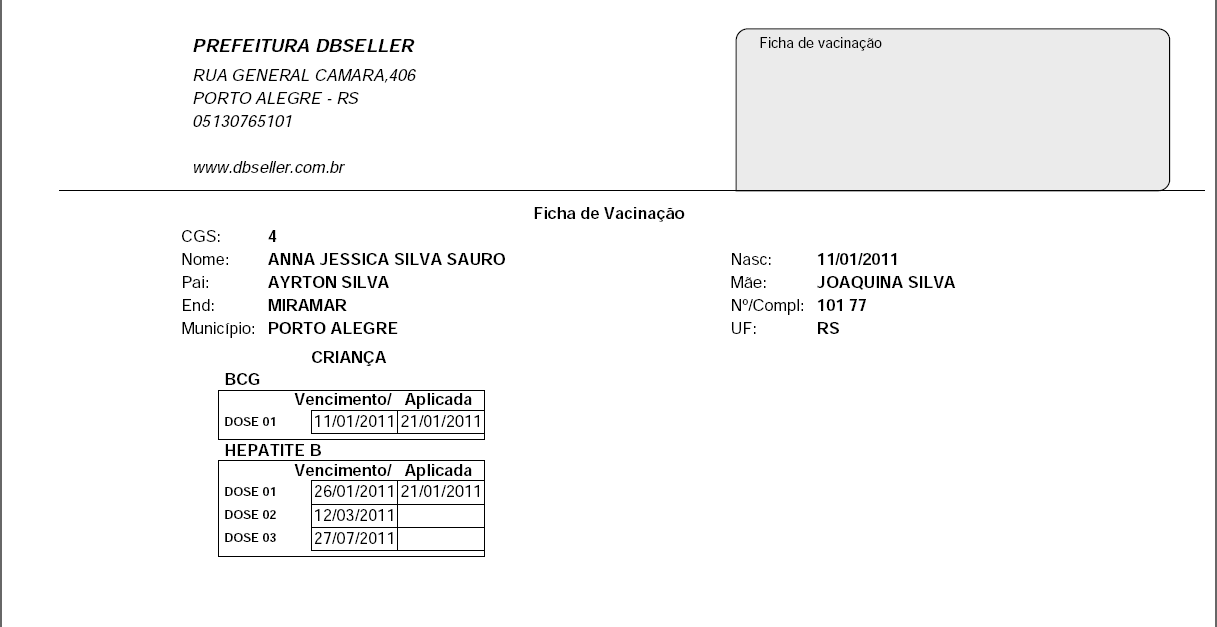 PREFEITURA DBSELLER
RUA GENERAL CAMARA,406
PORTO ALEGRE - RS
05130765101
www.dbseller.com.br
Ficha de vacinação
Ficha de Vacinação
CGS: 4
Nome: ANNA JESSICA SILVA SAURO Nasc: 11/01/2011
Pai: AYRTON SILVA Mãe: JOAQUINA SILVA
End: MIRAMAR Nº/Compl: 101 77
Município: PORTO ALEGRE UF: RS
CRIANÇA
BCG
Vencimento/ Aplicada
DOSE 01 11/01/2011 21/01/2011
HEPATITE B
Vencimento/ Aplicada
DOSE 01 26/01/2011 21/01/2011
DOSE 02 12/03/2011
DOSE 03 27/07/2011